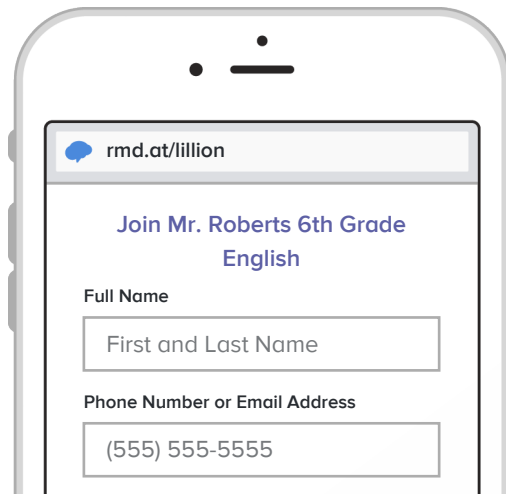 rmd.at/lillion
Join Mr. Roberts 6th Grade
English
Full Name
First and Last Name
Phone Number or Email Address
(555) 555-5555